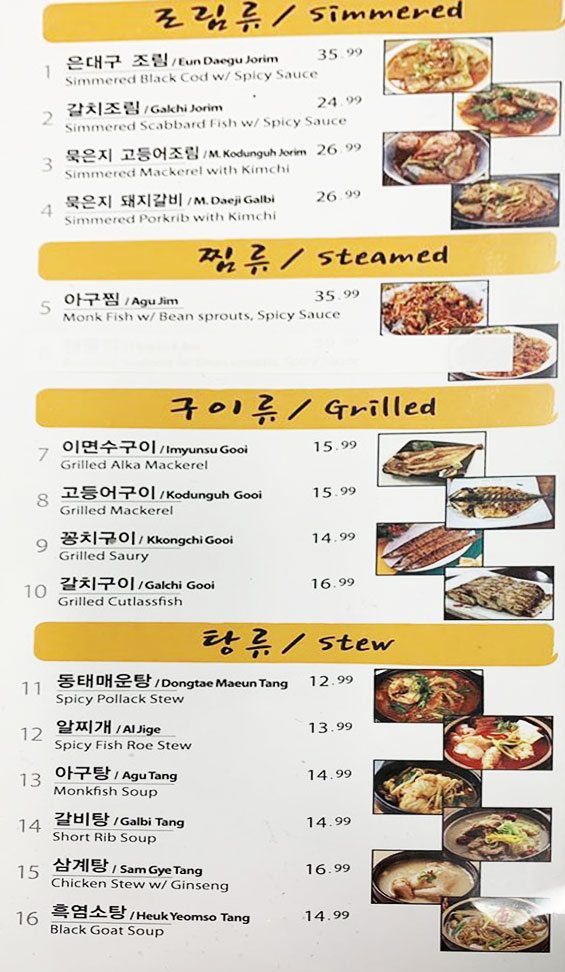 조림류 / Simmered
1 은대구 조림 / Eun Daegu Jorim 35.99
Simmered Black Cod w/ Spicy Sauce
2 갈치조림 / Galchi Jorim 24.99
Simmered Scabbard Fish w/ Spicy Sauce
3 묵은지 고등어조림 / M. Kodunguh Jorim 26.99
Simmered Mackerel with Kimchi
4 묵은지 돼지갈비 / M. Daeji Galbi 26.99
Simmered Porkrib with Kimchi
찜류 / Steamed
5 아구찜 / Agu Jim 35.99
Monk Fish w/ Bean sprouts, Spicy Sauce
구이류 / Grilled
7 이면수구이 / Imyunsu Gooi 15.99
Grilled Alka Mackerel
8 고등어구이 / Kodunguh Gooi 15.99
Grilled Mackerel
9 꽁치구이 / Kkongchi Gooi 14.99
Grilled Saury
10 갈치구이 / Galchi Gooi 16.99
Grilled Cutlassfish
탕류 / Stew
11 동태매운탕 / Dongtae Maeun Tang 12.99
Spicy Pollack Stew
12 알찌개 / Al Jige 13.99
Spicy Fish Roe Stew
13 아구탕 / Agu Tang 14.99
Monkfish Soup
14 갈비탕 / Galbi Tang 14.99
Short Rib Soup
15 삼계탕 / Sam Gye Tang 16.99
Chicken Stew w/ Ginseng
16 흑염소탕 / Heuk Yeomso Tang 14.99
Black Goat Soup